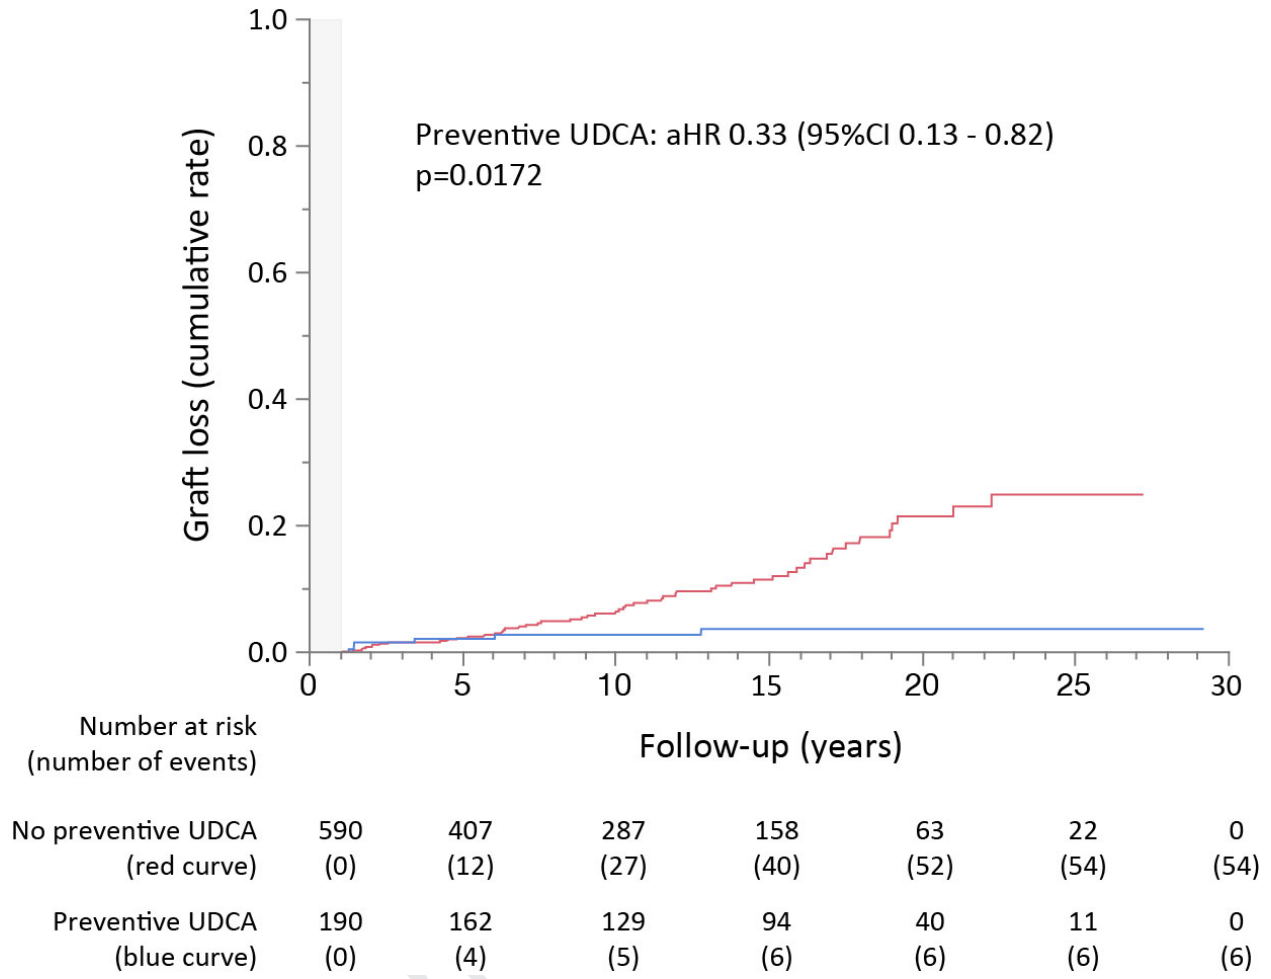 1.0
0.8
0.6
0.4
0.2
0.0
Graft loss (cumulative rate)
Preventive UDCA: aHR 0.33 (95%CI 0.13 - 0.82)
p=0.0172
0 5 10 15 20 25 30
Follow-up (years)
Number at risk
(number of events)
No preventive UDCA 590 407 287 158 63 22 0
(red curve) (0) (12) (27) (40) (52) (54) (54)
Preventive UDCA 190 162 129 94 40 11 0
(blue curve) (0) (4) (5) (6) (6) (6) (6)